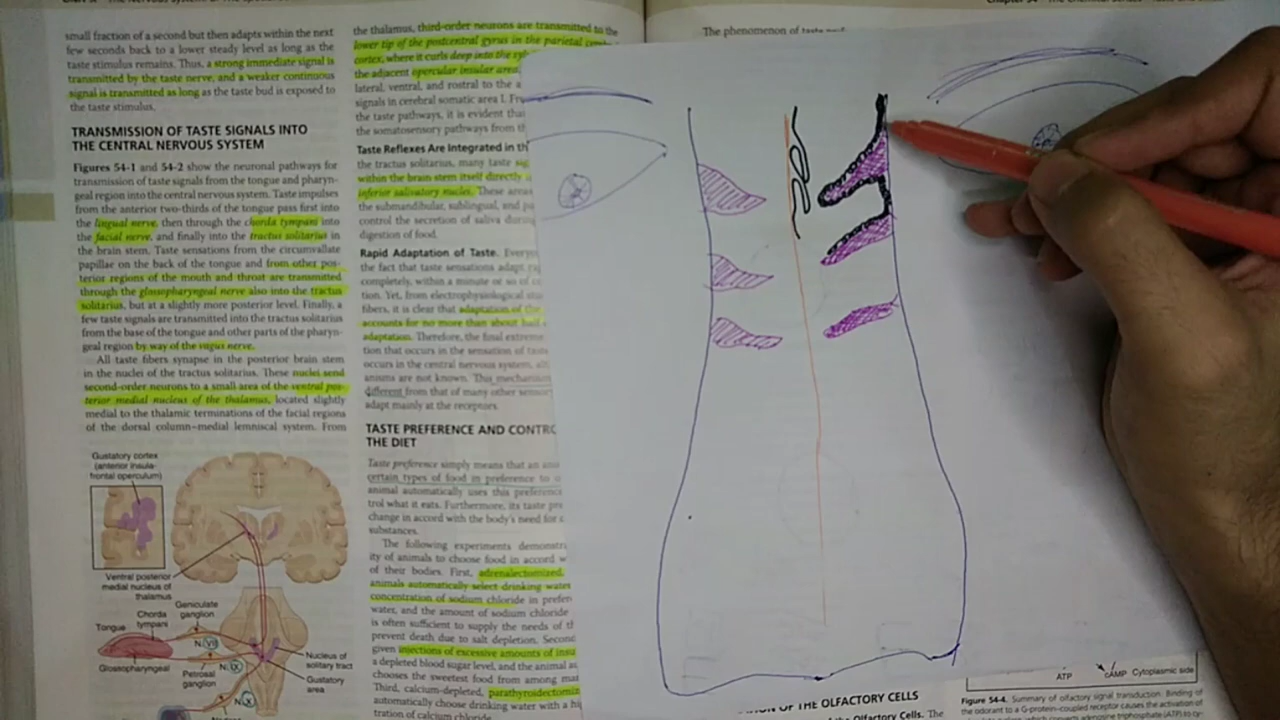 small fraction of a second but then adapts within the next
few seconds back to a lower steady level as long as the
taste stimulus remains. Thus, a strong immediate signal is
transmitted by the taste nerve, and a weaker continuous
signal is transmitted as long as the taste bud is exposed to
the taste stimulus.
TRANSMISSION OF TASTE SIGNALS INTO
THE CENTRAL NERVOUS SYSTEM
Figures 54-1 and 54-2 show the neuronal pathways for
transmission of taste signals from the tongue and pharyn-
geal region into the central nervous system. Taste impulses
from the anterior two-thirds of the tongue pass first into
the lingual nerve, then through the chorda tympani into
the facial nerve, and finally into the tractus solitarius in
the brain stem. Taste sensations from the circumvallate
papillae on the back of the tongue and from other pos-
terior regions of the mouth and throat are transmitted
through the glossopharyngeal nerve also into the tractus
solitarius, but at a slightly more posterior level. Finally, a
few taste signals are transmitted into the tractus solitarius
from the base of the tongue and other parts of the pharyn-
geal region by way of the vagus nerve.
All taste fibers synapse in the posterior brain stem
in the nuclei of the tractus solitarius. These nuclei send
second-order neurons to a small area of the ventral pos-
terior medial nucleus of the thalamus, located slightly
medial to the thalamic terminations of the facial regions
of the dorsal column–medial lemniscal system. From
Gustatory cortex
(anterior insula-
frontal operculum)
Ventral posterior
medial nucleus of
thalamus
Geniculate
ganglion
Chorda
tympani
Tongue
N. VII
Glossopharyngeal
N. IX
Petrosal
ganglion
N. X
Nucleus of
solitary tract
Gustatory
area
the thalamus, third-order neurons are transmitted to the
lower tip of the postcentral gyrus in the parietal
cortex, where it curls deep into the
the adjacent opercular insular area.
lateral, ventral, and rostral to the a
signals in cerebral somatic area I. Fr
the taste pathways, it is evident that
the somatosensory pathways from th
Taste Reflexes Are Integrated in th
the tractus solitarius, many taste sig
within the brain stem itself directly
inferior salivatory nuclei. These areas
the submandibular, sublingual, and pa
control the secretion of saliva during
digestion of food.
Rapid Adaptation of Taste. Every
the fact that taste sensations adapt
completely, within a minute or so of
tion. Yet, from electrophysiological stu
fibers, it is clear that adaptation of the
accounts for no more than about half
adaptation. Therefore, the final extreme
tion that occurs in the sensation of taste
occurs in the central nervous system, alt
anisms are not known. This mechanism
different from that of many other sensory
adapt mainly at the receptors.
TASTE PREFERENCE AND CONTRO
THE DIET
Taste preference simply means that an
certain types of food in preference to
animal automatically uses this preference
trol what it eats. Furthermore, its taste pre
change in accord with the body's need for
substances.
The following experiments demonstr
ity of animals to choose food in accord w
of their bodies. First, adrenalectomized,
animals automatically select drinking water
concentration of sodium chloride in prefer
water, and the amount of sodium chloride
is often sufficient to supply the needs of t
prevent death due to salt depletion. Second
given injections of excessive amounts of insu
a depleted blood sugar level, and the animal
chooses the sweetest food from among
Third, calcium-depleted, parathyroidectomiz
automatically choose drinking water with a hi
tration of calcium chloride
The phenomenon of
ATP
cAMP
Cytoplasmic side
ON OF THE OLFACTORY CELLS
Olfactory Cells. The
Figure 54-4. Summary of olfactory signal transduction. Binding of
the odorant to a G-protein–coupled receptor causes the activation of